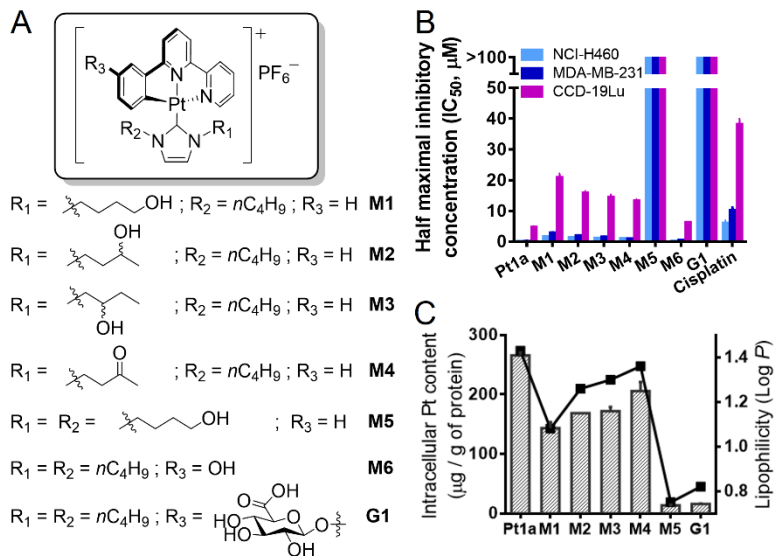 A
R₃
N
N
Pt
R₂
N
N
R₁
+
PF₆⁻
R₁ = OH ; R₂ = nC₄H₉ ; R₃ = H M1
OH
R₁ = ; R₂ = nC₄H₉ ; R₃ = H M2
R₁ = ; R₂ = nC₄H₉ ; R₃ = H M3
OH
O
R₁ = ; R₂ = nC₄H₉ ; R₃ = H M4
R₁ = R₂ = OH ; R₃ = H M5
R₁ = R₂ = nC₄H₉ ; R₃ = OH M6
R₁ = R₂ = nC₄H₉ ; R₃ = G1
O OH
HO O
HO O
OH
B
Half maximal inhibitory
concentration (IC₅₀, μM)
>100
40
30
20
10
0
NCI-H460
MDA-MB-231
CCD-19Lu
Pt1a M1 M2 M3 M4 M5 M6 G1 Cisplatin
C
Intracellular Pt content
(μg / g of protein)
300
200
100
0
Pt1a M1 M2 M3 M4 M5 G1
1.4
1.2
1.0
0.8
Lipophilicity (Log P)